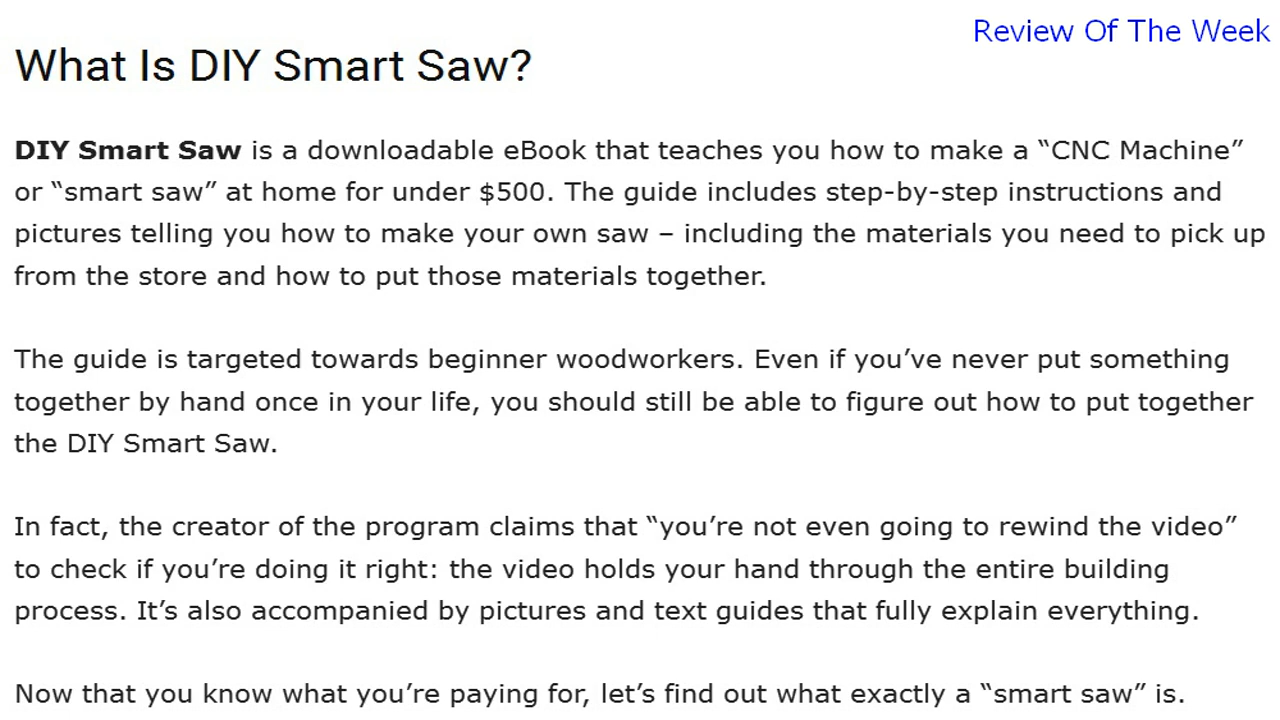 Review Of The Week
What Is DIY Smart Saw?
DIY Smart Saw is a downloadable eBook that teaches you how to make a “CNC Machine”
or “smart saw” at home for under $500. The guide includes step-by-step instructions and
pictures telling you how to make your own saw – including the materials you need to pick up
from the store and how to put those materials together.
The guide is targeted towards beginner woodworkers. Even if you’ve never put something
together by hand once in your life, you should still be able to figure out how to put together
the DIY Smart Saw.
In fact, the creator of the program claims that “you’re not even going to rewind the video”
to check if you’re doing it right: the video holds your hand through the entire building
process. It’s also accompanied by pictures and text guides that fully explain everything.
Now that you know what you’re paying for, let’s find out what exactly a “smart saw” is.